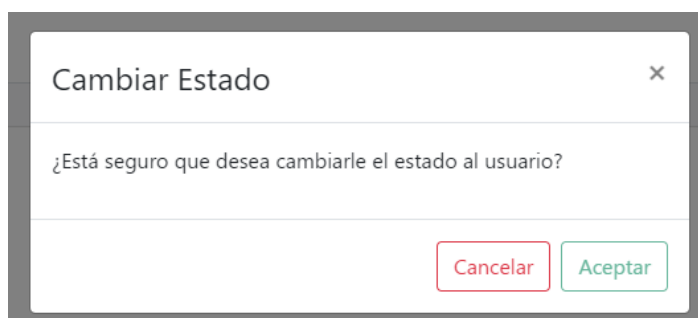 Cambiar Estado
×
¿Está seguro que desea cambiarle el estado al usuario?
Cancelar
Aceptar